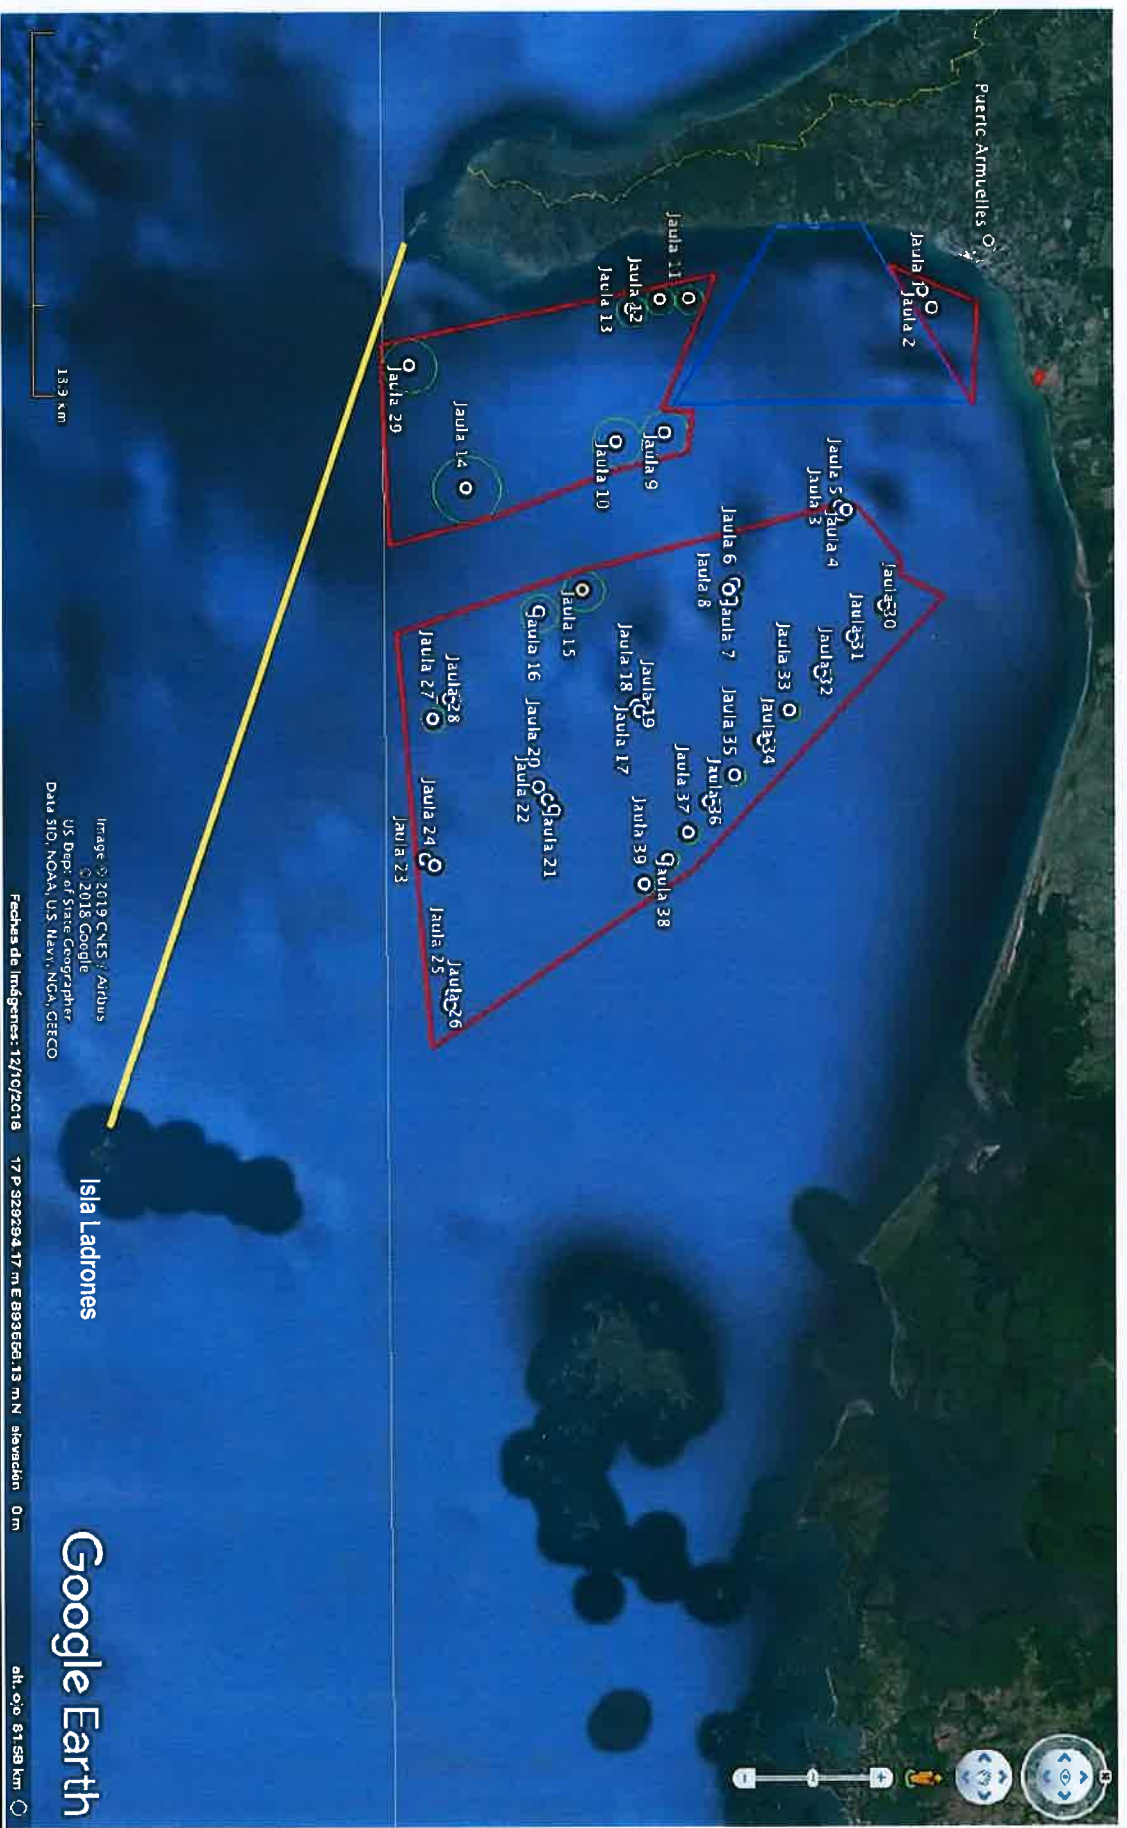 Puerto Armuelles
Jaula 1
Jaula 2
Jaula 11
Jaula 12
Jaula 13
Jaula 5
Jaula 4
Jaula 3
Jaula 30
Jaula 31
Jaula 32
Jaula 33
Jaula 34
Jaula 6
Jaula 7
Jaula 8
Jaula 35
Jaula 36
Jaula 37
Jaula 38
Jaula 39
Jaula 9
Jaula 10
Jaula 14
Jaula 29
Jaula 15
Jaula 16
Jaula 19
Jaula 18
Jaula 17
Jaula 20
Jaula 21
Jaula 22
Jaula 28
Jaula 27
Jaula 24
Jaula 23
Jaula 26
Jaula 25
Isla Ladrones
13.9 km
Image © 2019 CNES / Airbus
© 2018 Google
US Dept of State Geographer
Data SIO, NOAA, U.S. Navy, NGA, GEBCO
Google Earth
N
Fechas de imágenes: 12/10/2018 17 P 329294.17 m E 893556.13 m N elevación 0 m alt. ojo 81.58 km